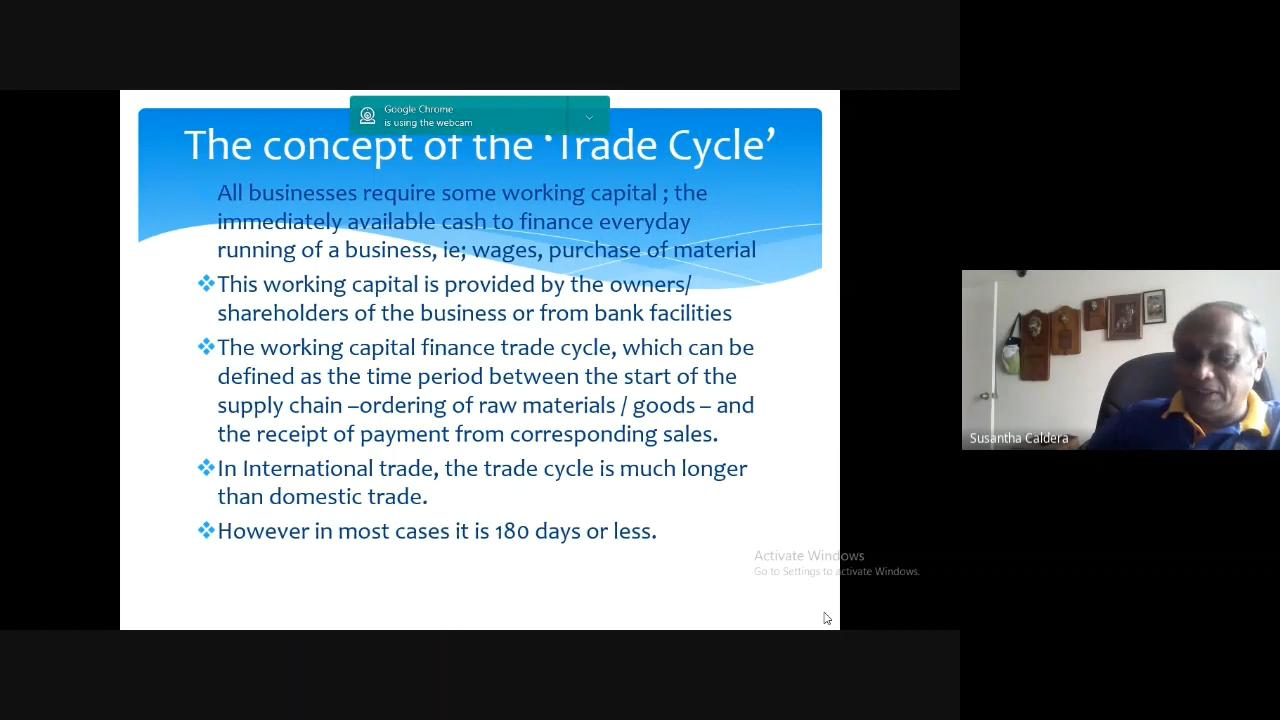 Google Chrome
is using the webcam
The concept of the ‘Trade Cycle’
All businesses require some working capital ; the
immediately available cash to finance everyday
running of a business, ie; wages, purchase of material
❖This working capital is provided by the owners/
shareholders of the business or from bank facilities
❖The working capital finance trade cycle, which can be
defined as the time period between the start of the
supply chain –ordering of raw materials / goods – and
the receipt of payment from corresponding sales.
❖In International trade, the trade cycle is much longer
than domestic trade.
❖However in most cases it is 180 days or less.
Susantha Caldera
Activate Windows
Go to Settings to activate Windows.